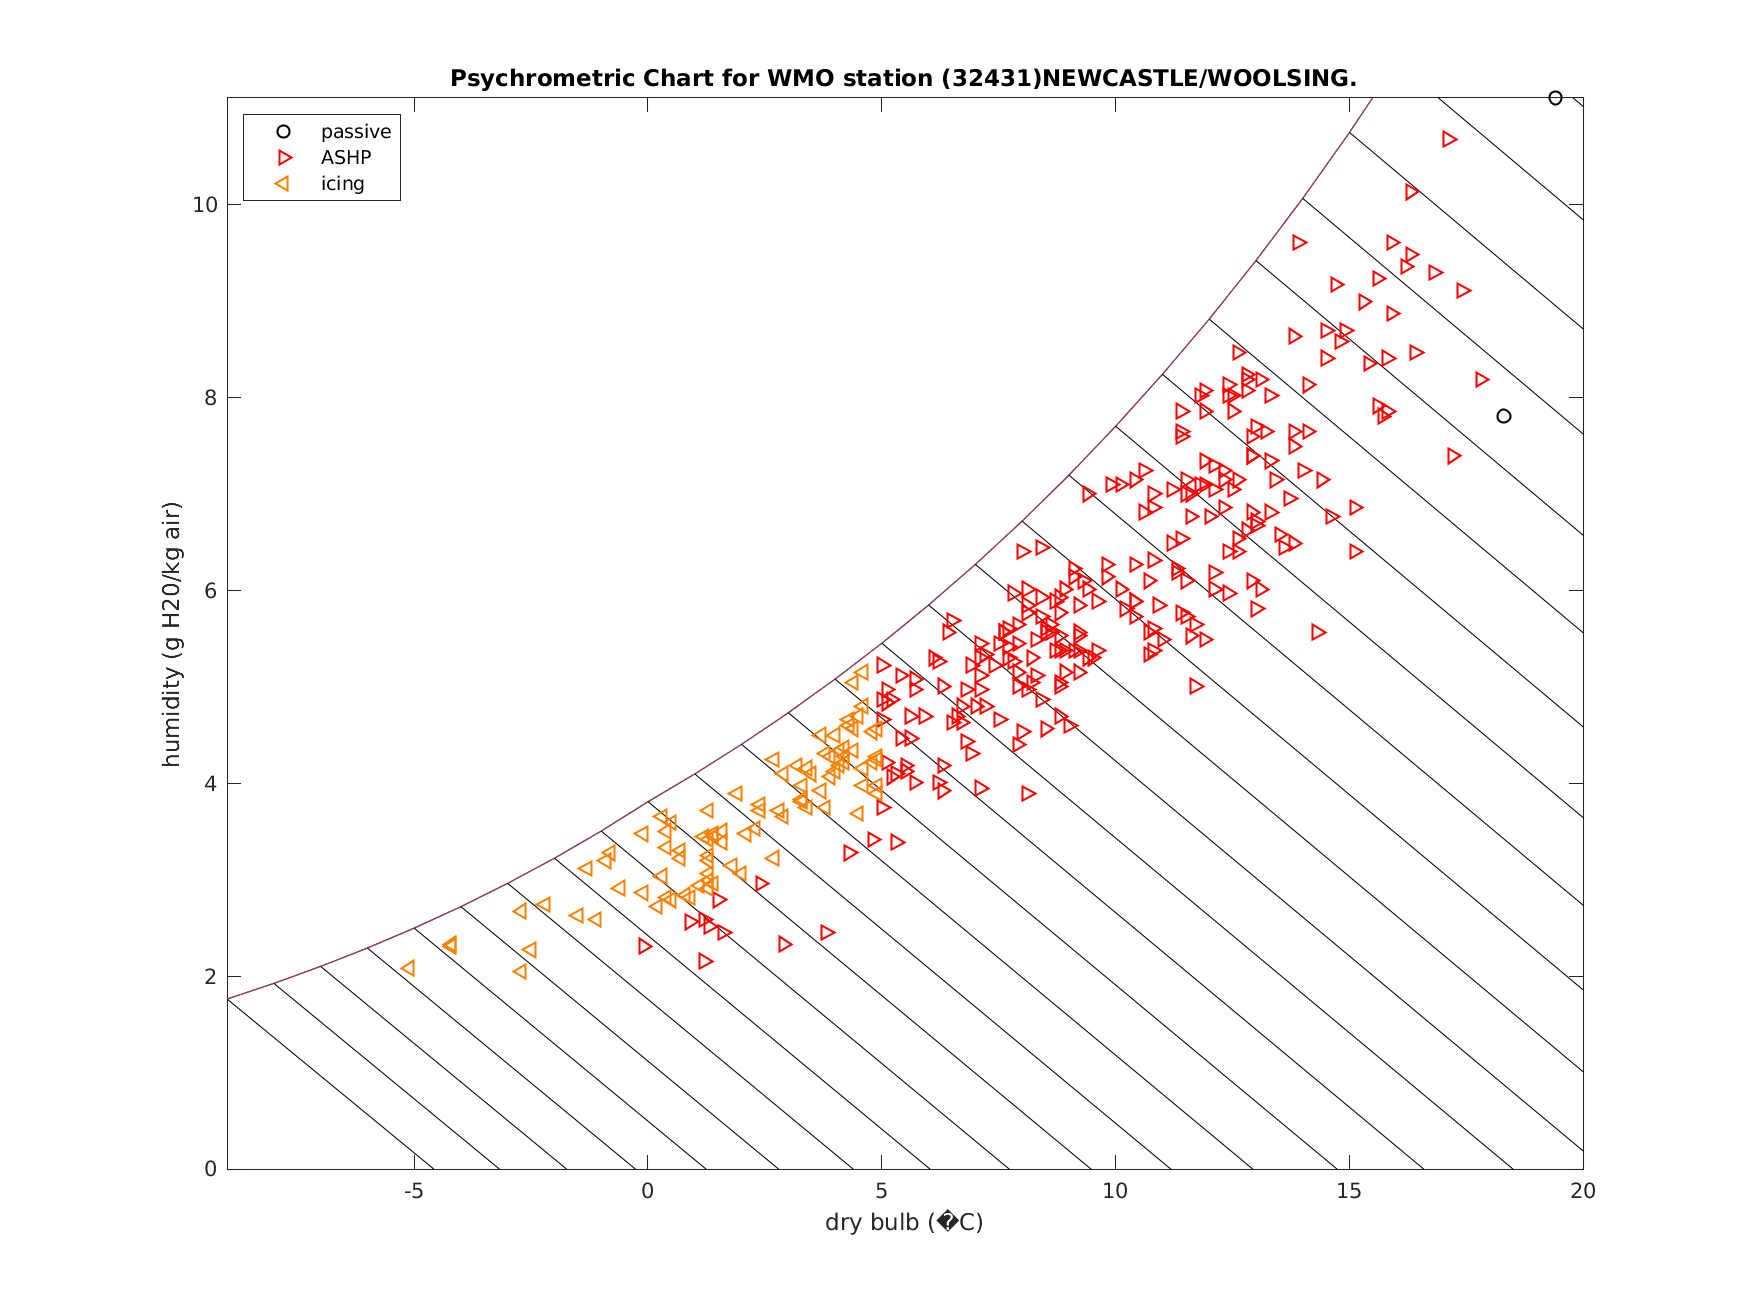 Psychrometric Chart for WMO station (32431)NEWCASTLE/WOOLSING.
passive
ASHP
icing
humidity (g H20/kg air)
10
8
6
4
2
0
-5
0
5
10
15
20
dry bulb (�C)